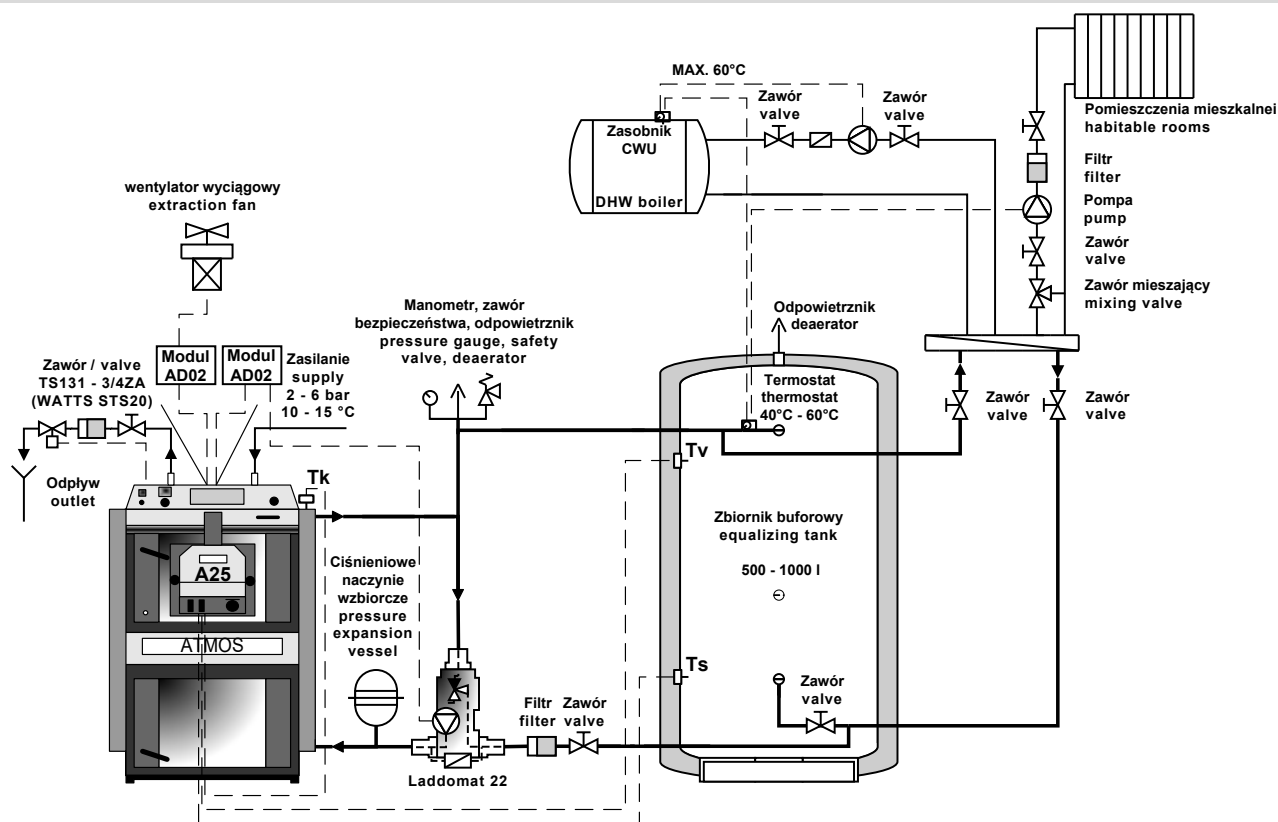 MAX. 60°C
Zawór
valve
Zawór
valve
Zasobnik
CWU
DHW boiler
Pomieszczenia mieszkalnei
habitable rooms
Filtr
filter
Pompa
pump
Zawór
valve
Zawór mieszający
mixing valve
wentylator wyciągowy
extraction fan
Manometr, zawór
bezpieczeństwa, odpowietrznik
pressure gauge, safety
valve, deaerator
Odpowietrznik
deaerator
Modul
AD02
Modul
AD02
Zasilanie
supply
2 - 6 bar
10 - 15 °C
Zawór / valve
TS131 - 3/4ZA
(WATTS STS20)
Termostat
thermostat
40°C - 60°C
Zawór
valve
Zawór
valve
Odpływ
outlet
Tk
Tv
Zbiornik buforowy
equalizing tank
500 - 1000 l
A25
ATMOS
Ciśnieniowe
naczynie
wzbiorcze
pressure
expansion
vessel
Ts
Zawór
valve
Filtr
filter
Zawór
valve
Laddomat 22